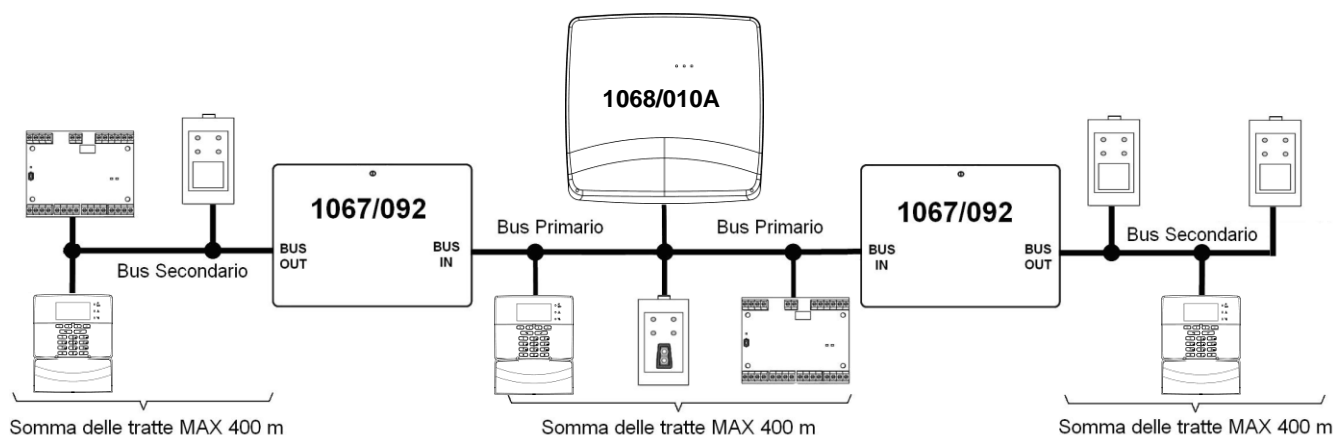 1068/010A
1067/092
1067/092
Bus Primario
Bus Primario
Bus Secondario
Bus Secondario
BUS OUT
BUS IN
BUS IN
BUS OUT
Somma delle tratte MAX 400 m
Somma delle tratte MAX 400 m
Somma delle tratte MAX 400 m